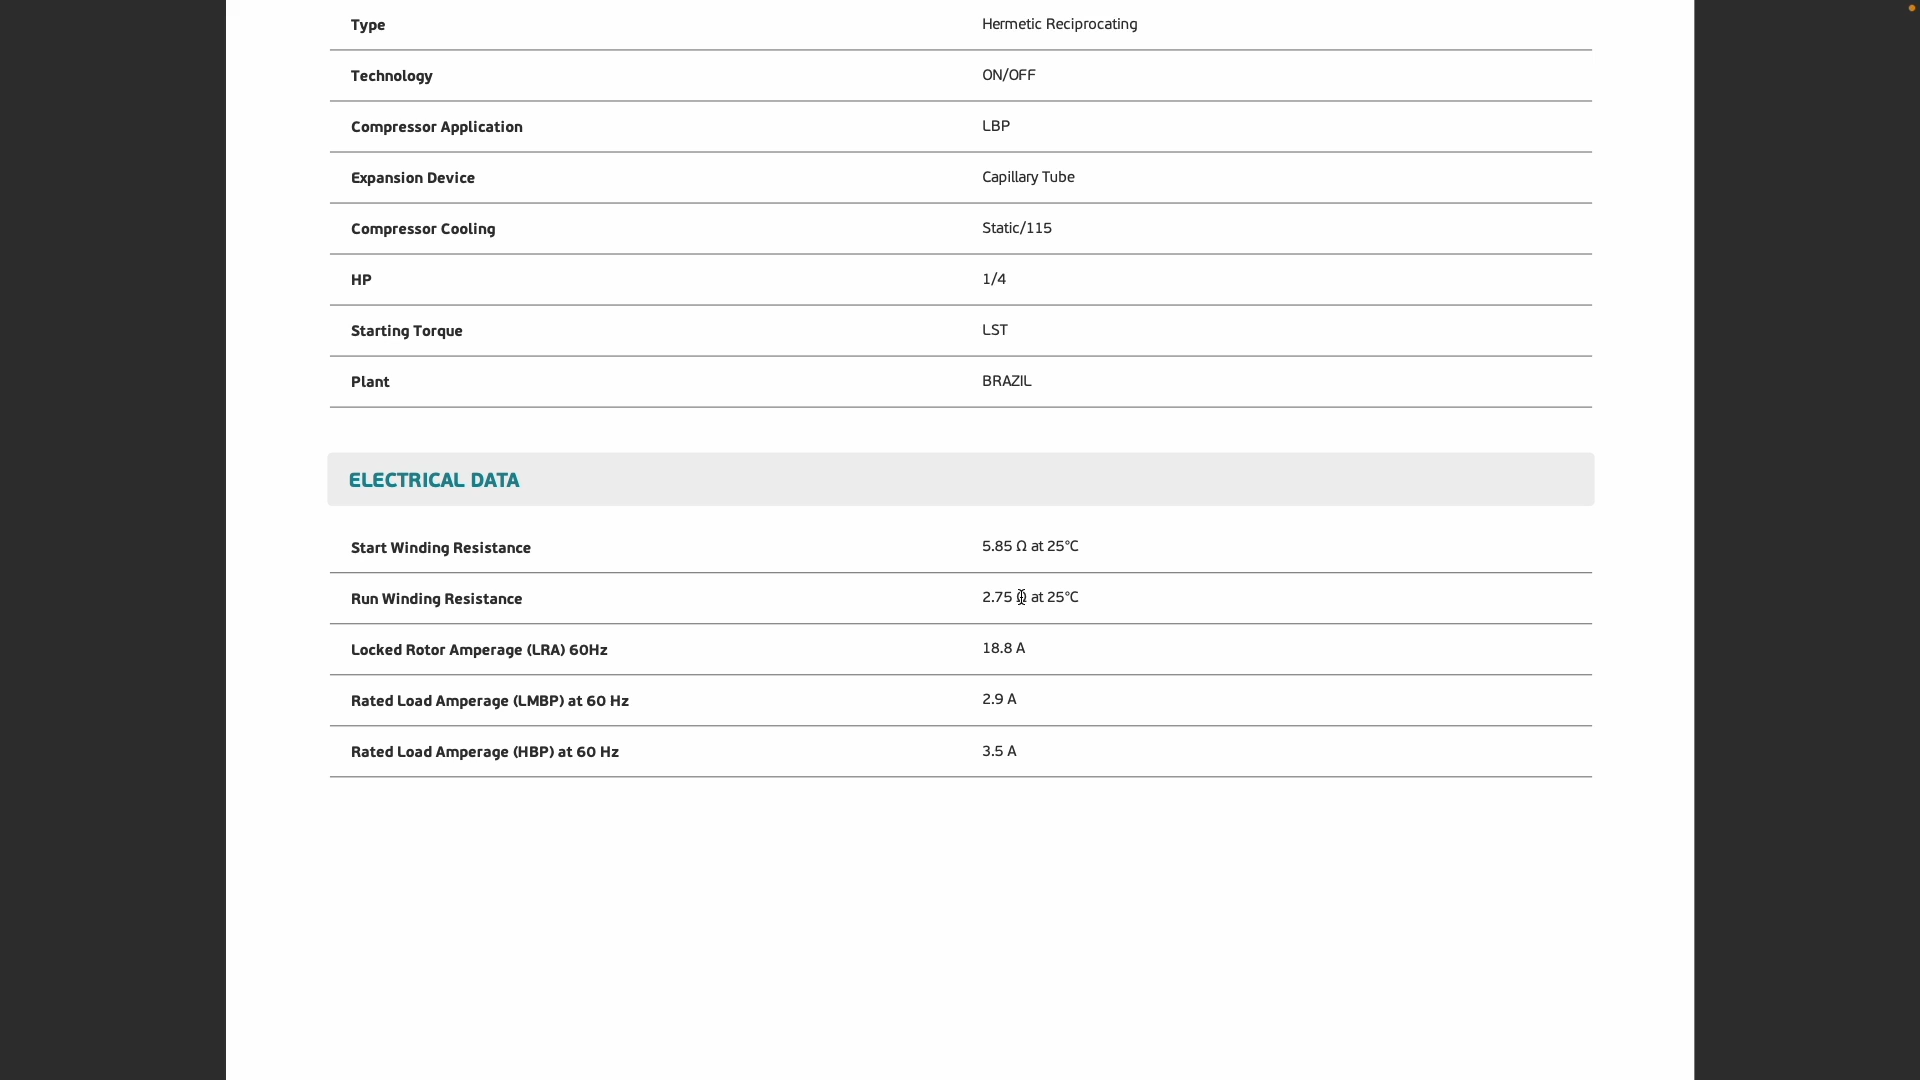 Type Hermetic Reciprocating
Technology ON/OFF
Compressor Application LBP
Expansion Device Capillary Tube
Compressor Cooling Static/115
HP 1/4
Starting Torque LST
Plant BRAZIL
ELECTRICAL DATA
Start Winding Resistance 5.85 Ω at 25°C
Run Winding Resistance 2.75 Ω at 25°C
Locked Rotor Amperage (LRA) 60Hz 18.8 A
Rated Load Amperage (LMBP) at 60 Hz 2.9 A
Rated Load Amperage (HBP) at 60 Hz 3.5 A